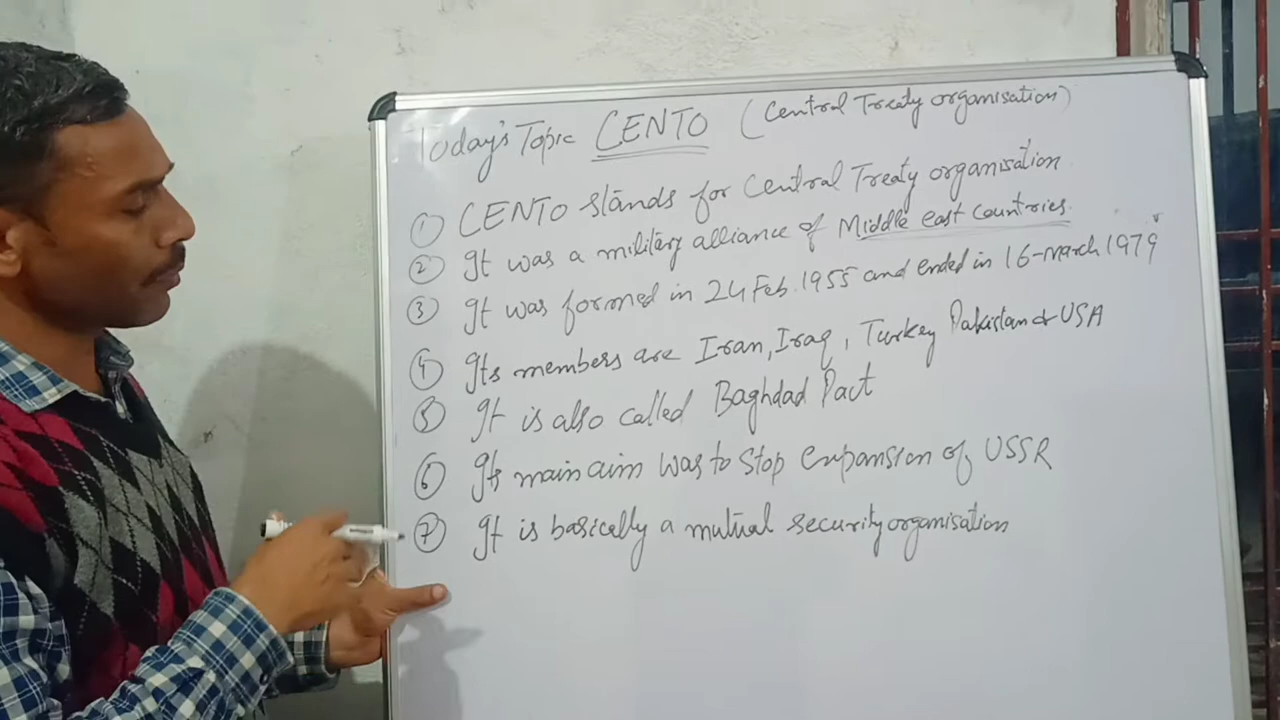 Today's Topic CENTO (Central Treaty organisation)
① CENTO stands for Central Treaty organisation
② It was a military alliance of Middle east Countries.
③ It was formed in 24 Feb. 1955 and ended in 16-march 1979
④ Its members are Iran, Iraq, Turkey Pakistan & USA
⑤ It is also called Baghdad Pact
⑥ Its main aim was to stop expansion of USSR
⑦ It is basically a mutual security organisation